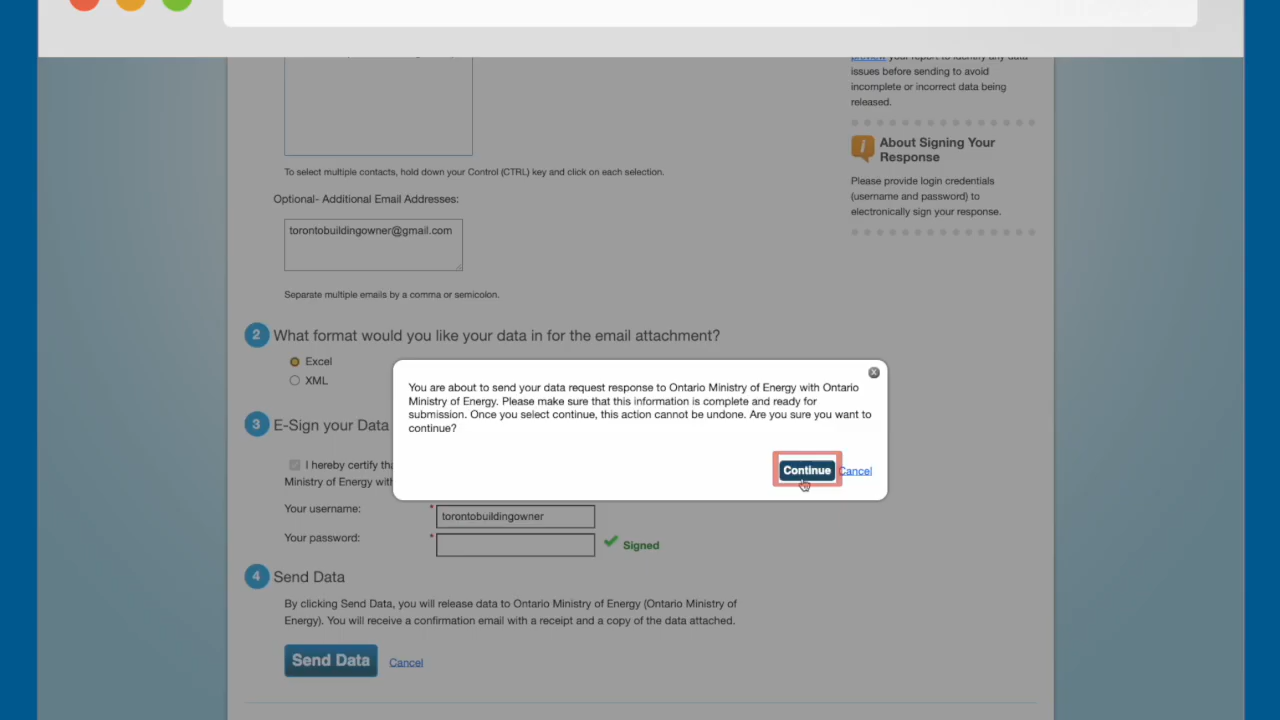 preview your report to identify any data
issues before sending to avoid
incomplete or incorrect data being
released.
About Signing Your
Response
Please provide login credentials
(username and password) to
electronically sign your response.
To select multiple contacts, hold down your Control (CTRL) key and click on each selection.
Optional- Additional Email Addresses:
torontobuildingowner@gmail.com
Separate multiple emails by a comma or semicolon.
2 What format would you like your data in for the email attachment?
Excel
XML
You are about to send your data request response to Ontario Ministry of Energy with Ontario
Ministry of Energy. Please make sure that this information is complete and ready for
submission. Once you select continue, this action cannot be undone. Are you sure you want to
continue?
Continue Cancel
3 E-Sign your Data
I hereby certify
Ministry of Energy
Your username: * torontobuildingowner
Your password: * Signed
4 Send Data
By clicking Send Data, you will release data to Ontario Ministry of Energy (Ontario Ministry of
Energy). You will receive a confirmation email with a receipt and a copy of the data attached.
Send Data Cancel